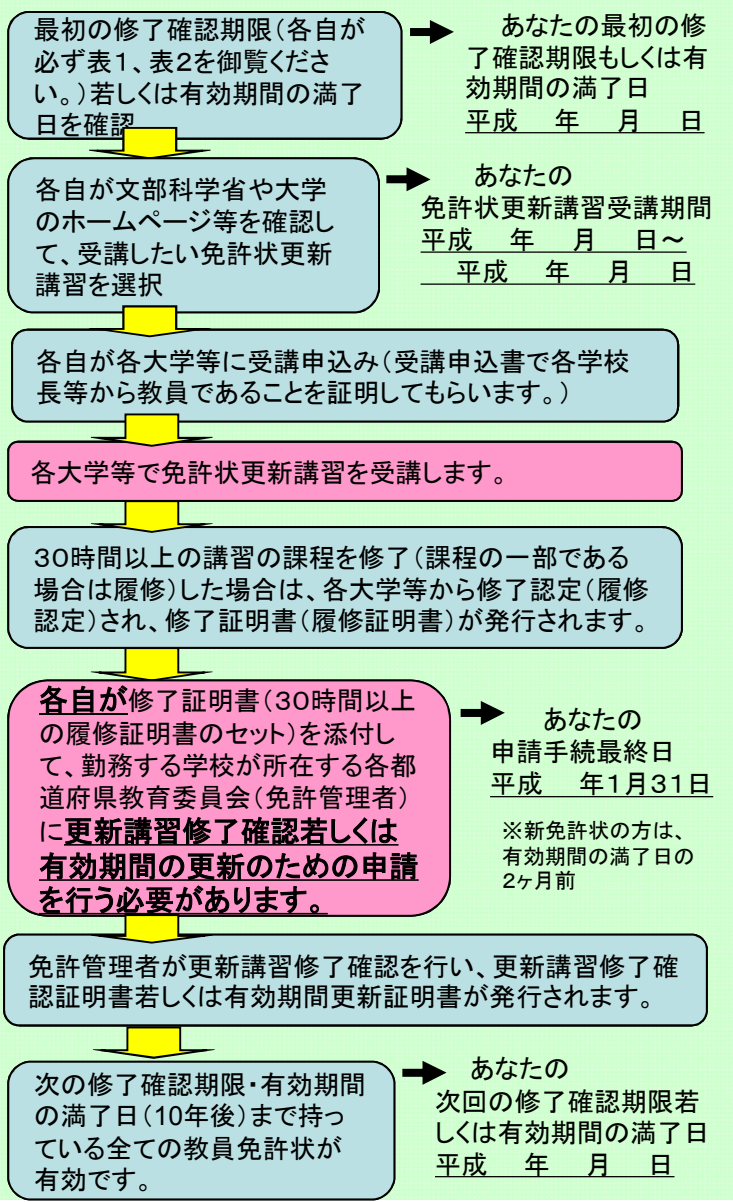 最初の修了確認期限(各自が
必ず表1、表2を御覧くださ
い。)若しくは有効期間の満了
日を確認
あなたの最初の修
了確認期限もしくは有
効期間の満了日
平成　年　月　日
各自が文部科学省や大学
のホームページ等を確認し
て、受講したい免許状更新
講習を選択
あなたの
免許状更新講習受講期間
平成　年　月　日~
平成　年　月　日
各自が各大学等に受講申込み(受講申込書で各学校
長等から教員であることを証明してもらいます。)
各大学等で免許状更新講習を受講します。
30時間以上の講習の課程を修了(課程の一部である
場合は履修)した場合は、各大学等から修了認定(履修
認定)され、修了証明書(履修証明書)が発行されます。
各自が修了証明書(30時間以上
の履修証明書のセット)を添付し
て、勤務する学校が所在する各都
道府県教育委員会(免許管理者)
に更新講習修了確認若しくは
有効期間の更新のための申請
を行う必要があります。
あなたの
申請手続最終日
平成　年1月31日
※新免許状の方は、
有効期間の満了日の
2ヶ月前
免許管理者が更新講習修了確認を行い、更新講習修了確
認証明書若しくは有効期間更新証明書が発行されます。
次の修了確認期限・有効期間
の満了日(10年後)まで持っ
ている全ての教員免許状が
有効です。
あなたの
次回の修了確認期限若
しくは有効期間の満了日
平成　年　月　日